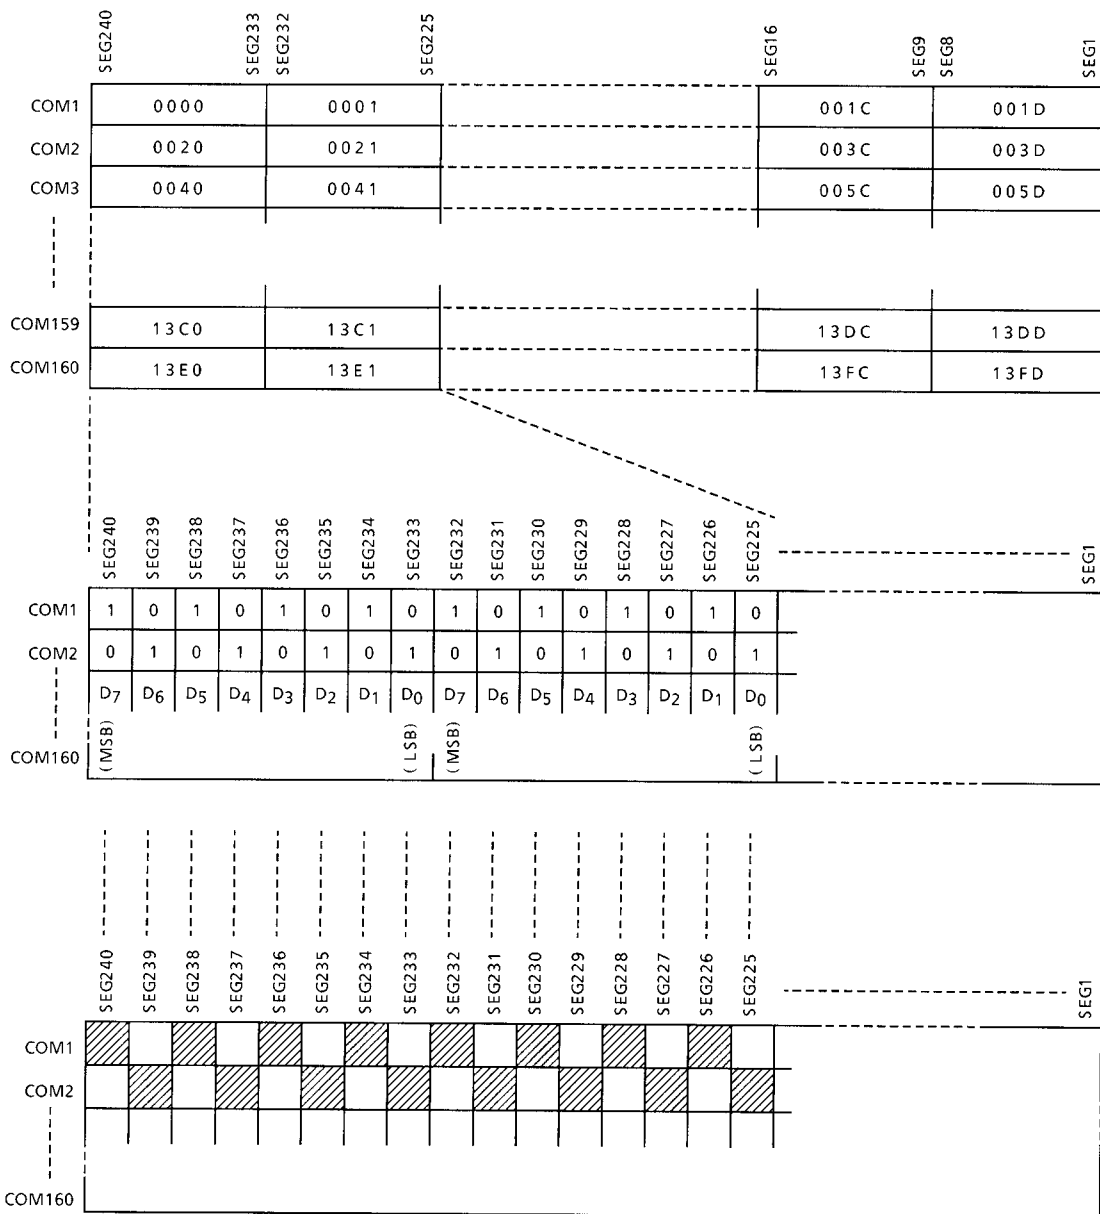 SEG240 SEG233 SEG232 SEG225 SEG16 SEG9 SEG8 SEG1
COM1 0000 0001 001C 001D
COM2 0020 0021 003C 003D
COM3 0040 0041 005C 005D
COM159 13C0 13C1 13DC 13DD
COM160 13E0 13E1 13FC 13FD
SEG240 SEG239 SEG238 SEG237 SEG236 SEG235 SEG234 SEG233 SEG232 SEG231 SEG230 SEG229 SEG228 SEG227 SEG226 SEG225 SEG1
COM1 1 0 1 0 1 0 1 0 1 0 1 0 1 0 1 0
COM2 0 1 0 1 0 1 0 1 0 1 0 1 0 1 0 1
D7 D6 D5 D4 D3 D2 D1 D0 D7 D6 D5 D4 D3 D2 D1 D0
COM160 (MSB) (LSB) (MSB) (LSB)
SEG240 SEG239 SEG238 SEG237 SEG236 SEG235 SEG234 SEG233 SEG232 SEG231 SEG230 SEG229 SEG228 SEG227 SEG226 SEG225 SEG1
COM1
COM2
COM160